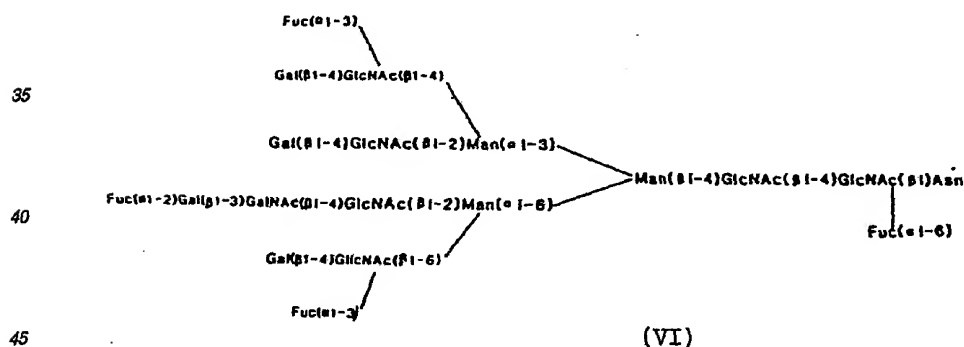 Fuc(α1-3)
Gal(β1-4)GlcNAc(β1-4)
35
Gal(β1-4)GlcNAc(β1-2)Man(α1-3)
Man(β1-4)GlcNAc(β1-4)GlcNAc(β1)Asn
Fuc(α1-2)Gal(β1-3)GalNAc(β1-4)GlcNAc(β1-2)Man(α1-6)
40
Fuc(α1-6)
Gal(β1-4)GlcNAc(β1-6)
Fuc(α1-3)
45
(VI)